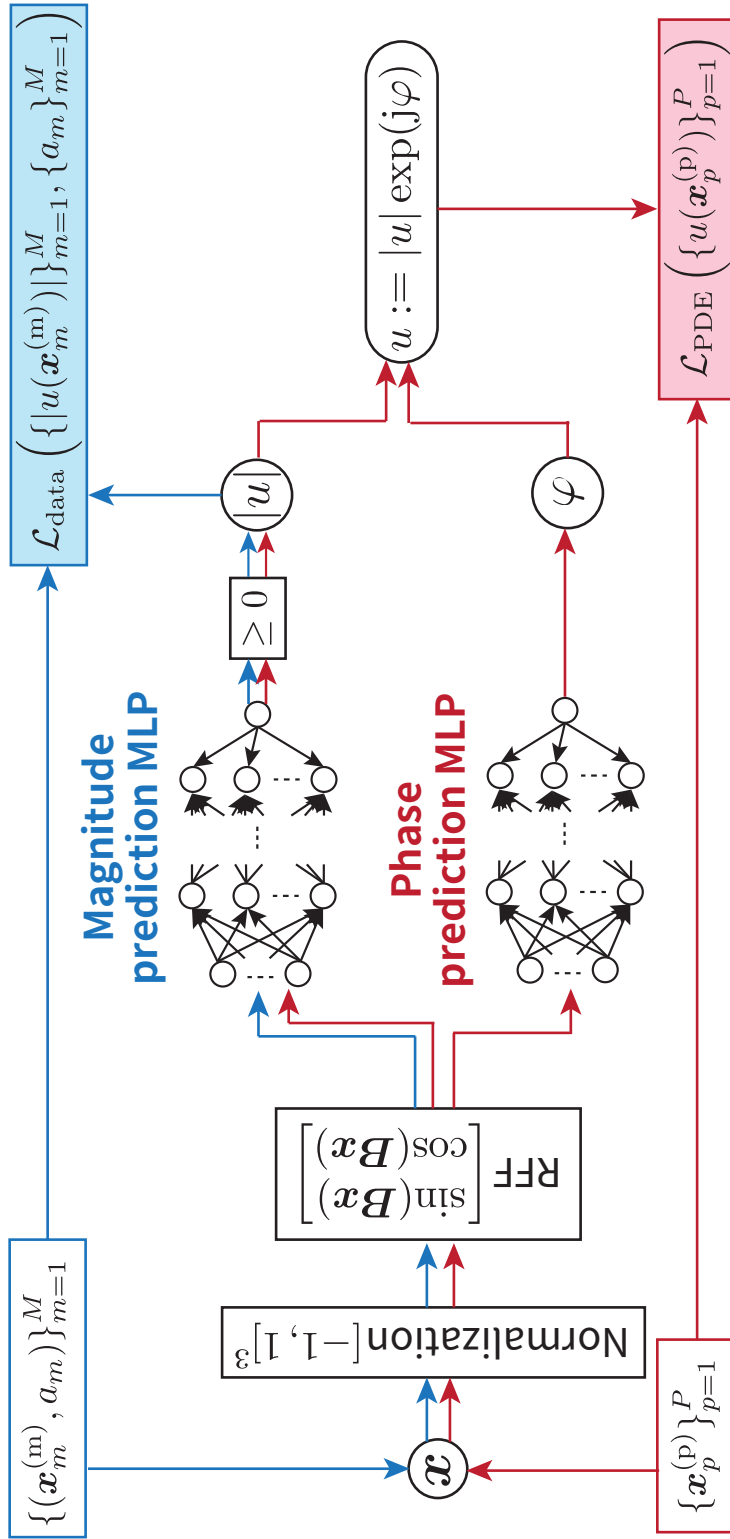 {(x_m^{(m)}, a_m)}_{m=1}^M
{x_p^{(p)}}_{p=1}^P
x
Normalization
[−1, 1]^3
RFF
[sin(Bx)
cos(Bx)]
Magnitude
prediction MLP
Phase
prediction MLP
≥ 0
|u|
φ
u := |u| exp(jφ)
𝓛_data ({|u(x_m^{(m)})|}_{m=1}^M, {a_m}_{m=1}^M)
𝓛_PDE ({u(x_p^{(p)})}_{p=1}^P)